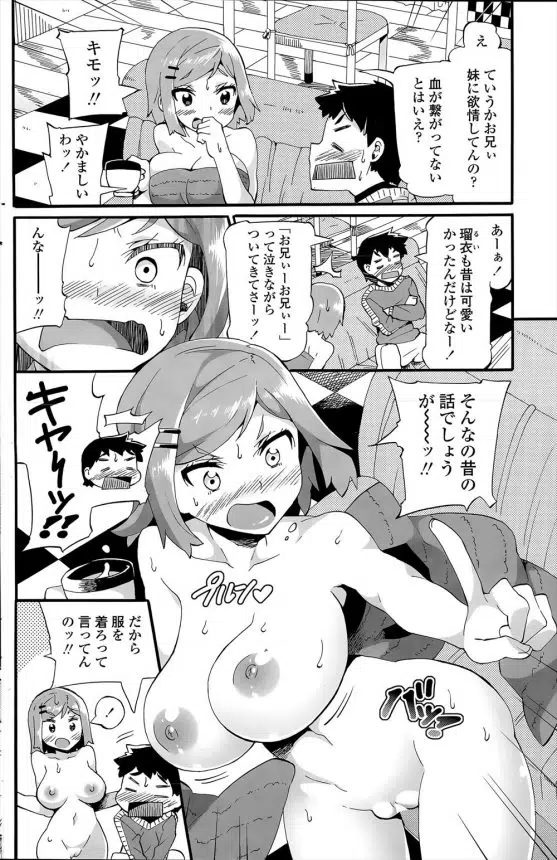 え
ていうかお兄ぃ
妹に欲情してんの？
血が繋がってない
とはいえ？
キモッ！！
やかましい
わッ！！
あーぁ！
瑠衣も昔は可愛い
るい
かったんだけどなー！
「お兄ぃーお兄ぃー」
って泣きながら
ついてきてさーッ！
んな
――ッ！！
そんなの昔の
話でしょう
が～～～ッ！！
キャーッ！！
プルン♡
バッ！
だから
服を
着ろって
言ってん
のッ！！
…！